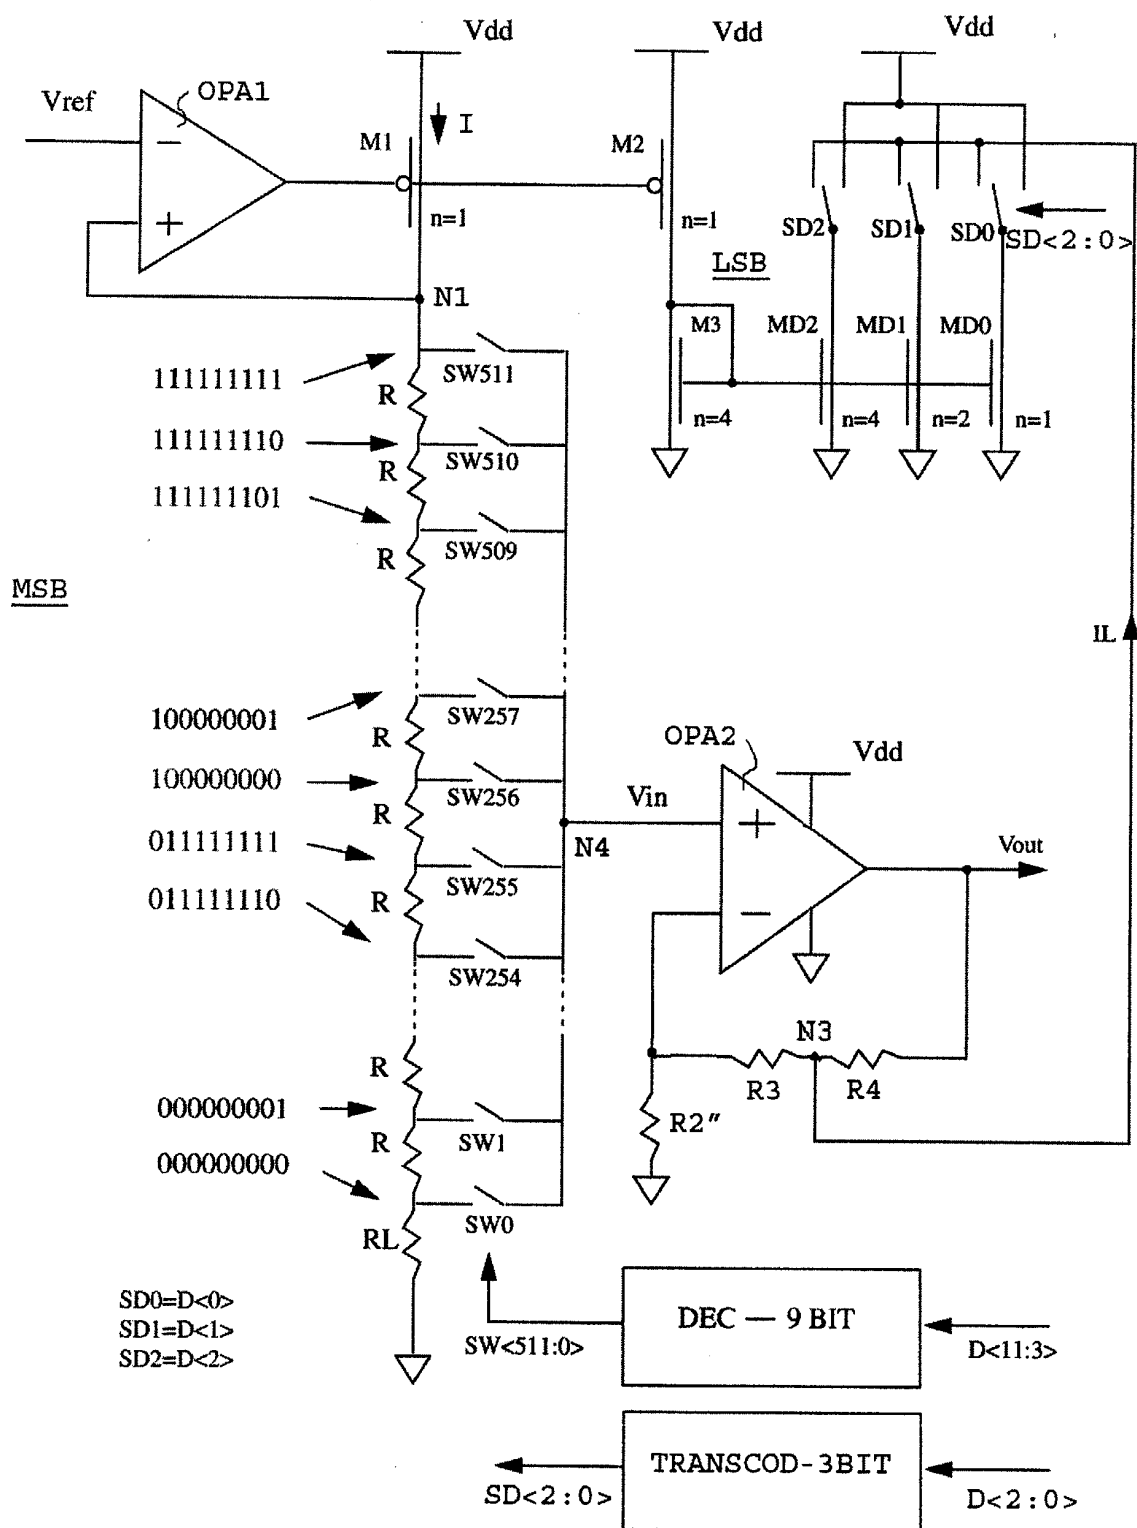 Vdd
Vdd
Vdd
Vref
OPA1
I
M1
M2
n=1
n=1
SD2
SD1
SD0
SD<2:0>
LSB
N1
M3
MD2
MD1
MD0
n=4
n=4
n=2
n=1
111111111
SW511
R
111111110
SW510
R
111111101
SW509
R
MSB
IL
100000001
SW257
R
OPA2
Vdd
100000000
SW256
Vin
R
N4
011111111
SW255
Vout
011111110
R
SW254
N3
R
R3
R4
000000001
SW1
R2"
R
000000000
SW0
RL
SD0=D<0>
SD1=D<1>
SD2=D<2>
SW<511:0>
DEC — 9 BIT
D<11:3>
TRANSCOD-3BIT
SD<2:0>
D<2:0>